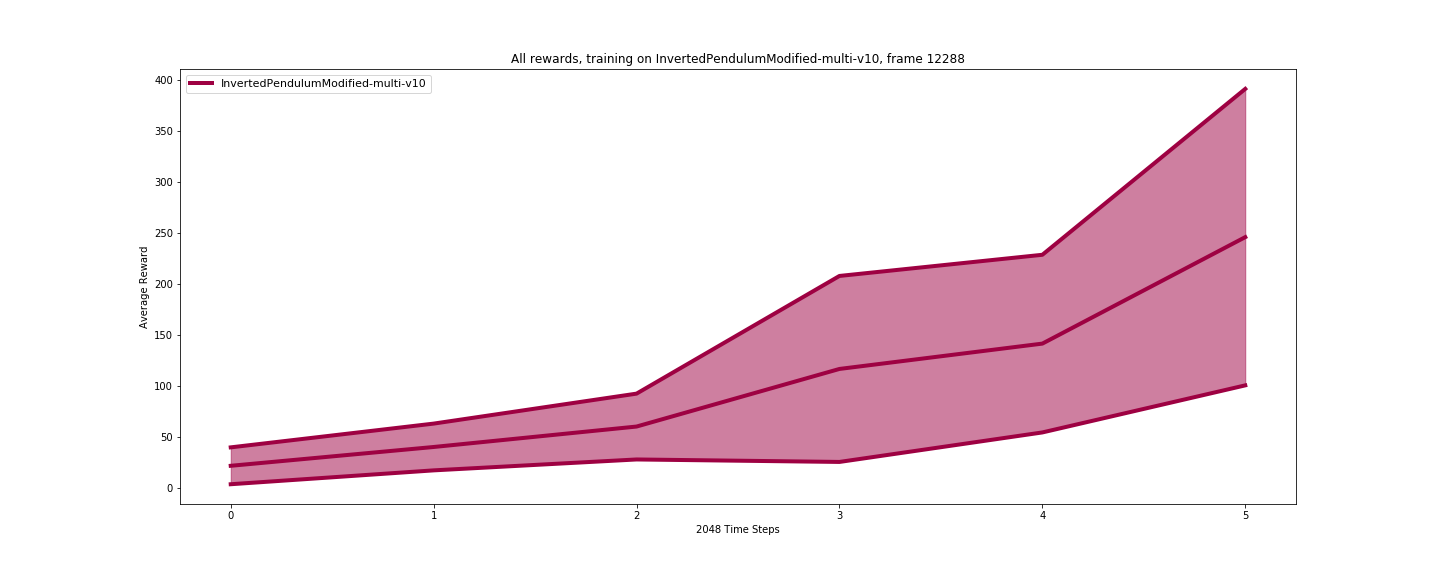 All rewards, training on InvertedPendulumModified-multi-v10, frame 12288
InvertedPendulumModified-multi-v10
400
350
300
250
200
150
100
50
0
Average Reward
0 1 2 3 4 5
2048 Time Steps